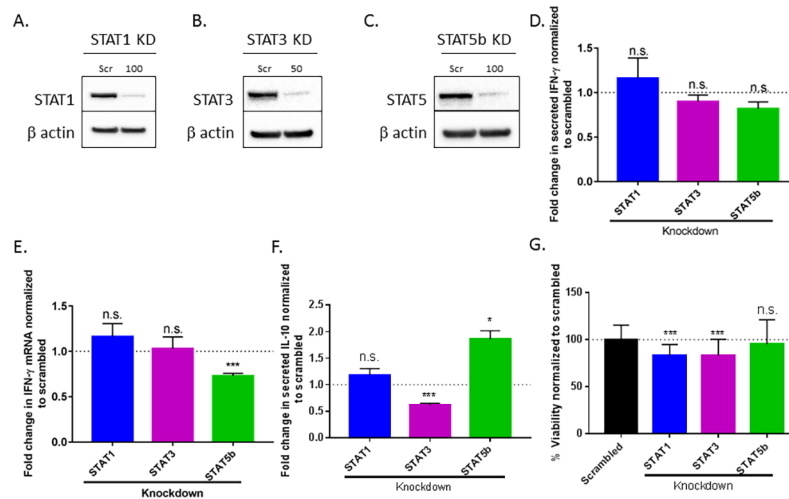 A.
STAT1 KD
Scr 100
STAT1
β actin
B.
STAT3 KD
Scr 50
STAT3
β actin
C.
STAT5b KD
Scr 100
STAT5
β actin
D.
Fold change in secreted IFN-γ normalized
to scrambled
1.5
1.0
0.5
0.0
n.s.
n.s.
n.s.
STAT1
STAT3
STAT5b
Knockdown
E.
Fold change in IFN-γ mRNA normalized
to scrambled
1.5
1.0
0.5
0.0
n.s.
n.s.
***
STAT1
STAT3
STAT5b
Knockdown
F.
Fold change in secreted IL-10 normalized
to scrambled
2.5
2.0
1.5
1.0
0.5
0.0
n.s.
***
*
STAT1
STAT3
STAT5b
Knockdown
G.
% Viability normalized to scrambled
150
100
50
0
***
***
n.s.
Scrambled
STAT1
STAT3
STAT5b
Knockdown